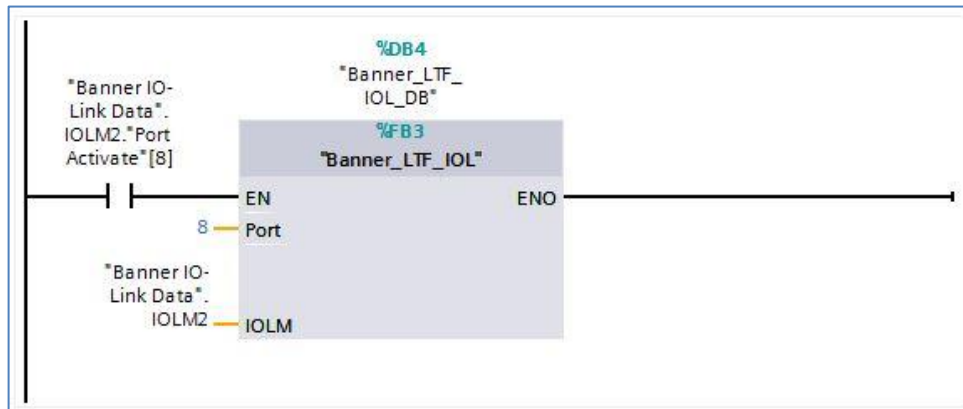 %DB4
"Banner_LTF_
IOL_DB"
"Banner IO-
Link Data".
IOLM2."Port
Activate"[8]
%FB3
"Banner_LTF_IOL"
EN
ENO
8
Port
"Banner IO-
Link Data".
IOLM2
IOLM